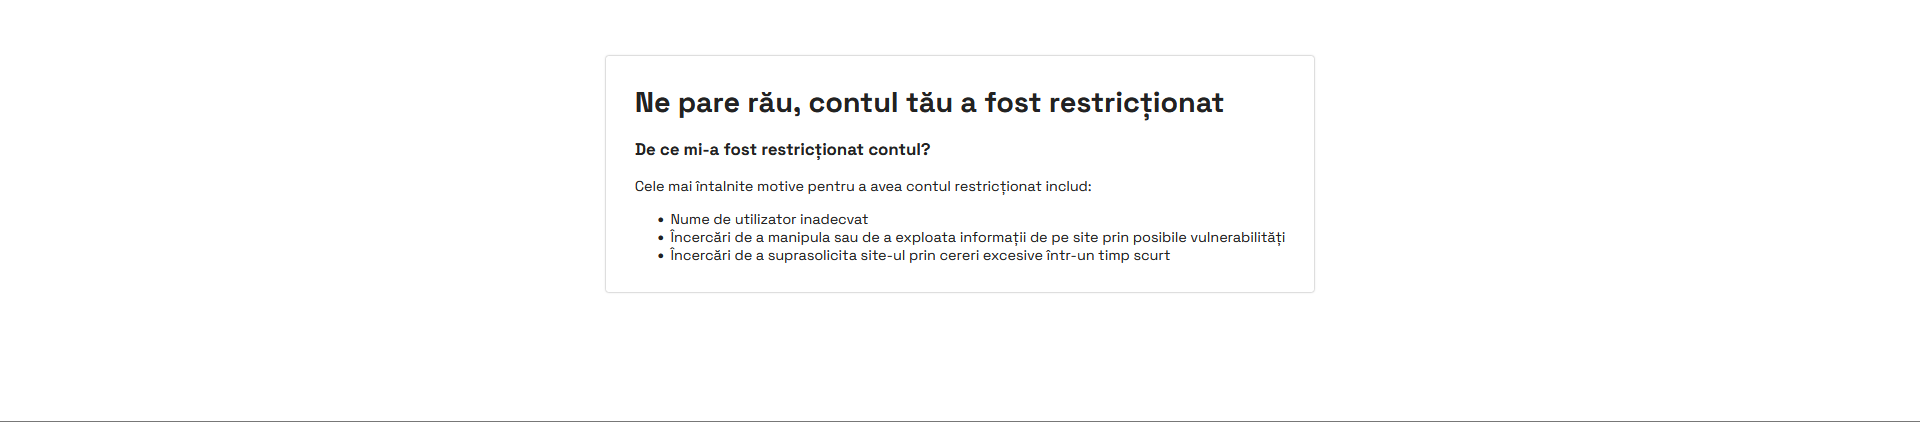 Ne pare rău, contul tău a fost restricționat
De ce mi-a fost restricționat contul?
Cele mai întalnite motive pentru a avea contul restricționat includ:
• Nume de utilizator inadecvat
• Încercări de a manipula sau de a exploata informații de pe site prin posibile vulnerabilități
• Încercări de a suprasolicita site-ul prin cereri excesive într-un timp scurt